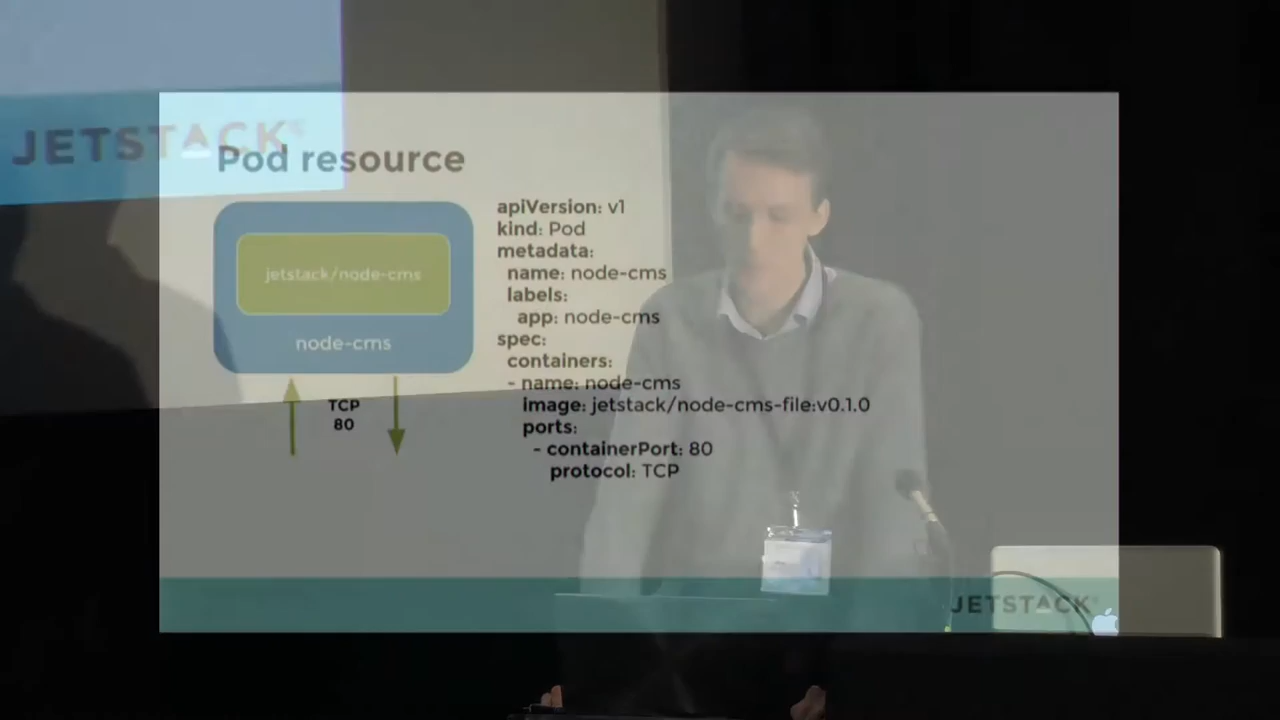 JETSTACK
Pod resource
jetstack/node-cms
node-cms
TCP
80
apiVersion: v1
kind: Pod
metadata:
name: node-cms
labels:
app: node-cms
spec:
containers:
- name: node-cms
image: jetstack/node-cms-file:v0.1.0
ports:
- containerPort: 80
protocol: TCP
JETSTACK